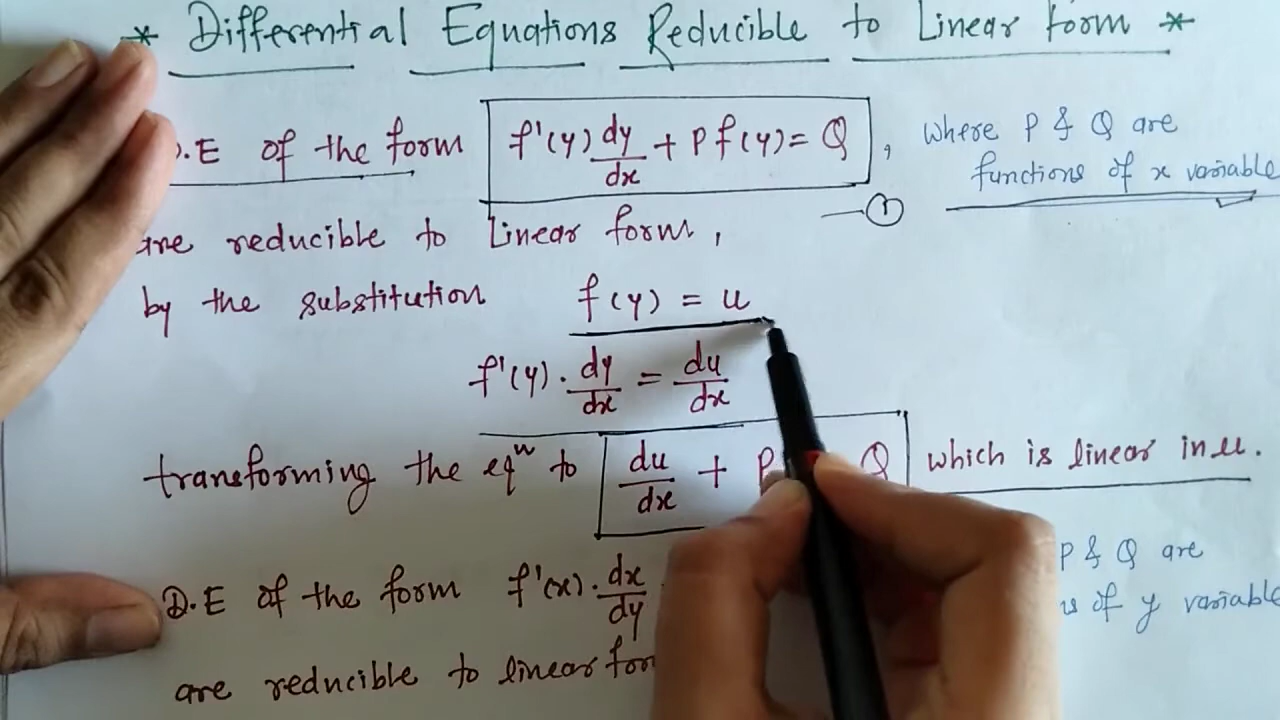 * Differential Equations Reducible to Linear form *
.E of the form f'(y) dy/dx + P f(y) = Q , where P & Q are
functions of x variable
— ①
are reducible to linear form,
by the substitution f(y) = u
f'(y) . dy/dx = du/dx
transforming the eqn to du/dx + P Q which is linear in u.
D.E of the form f'(x) . dx/dy P & Q are
of y variable
are reducible to linear